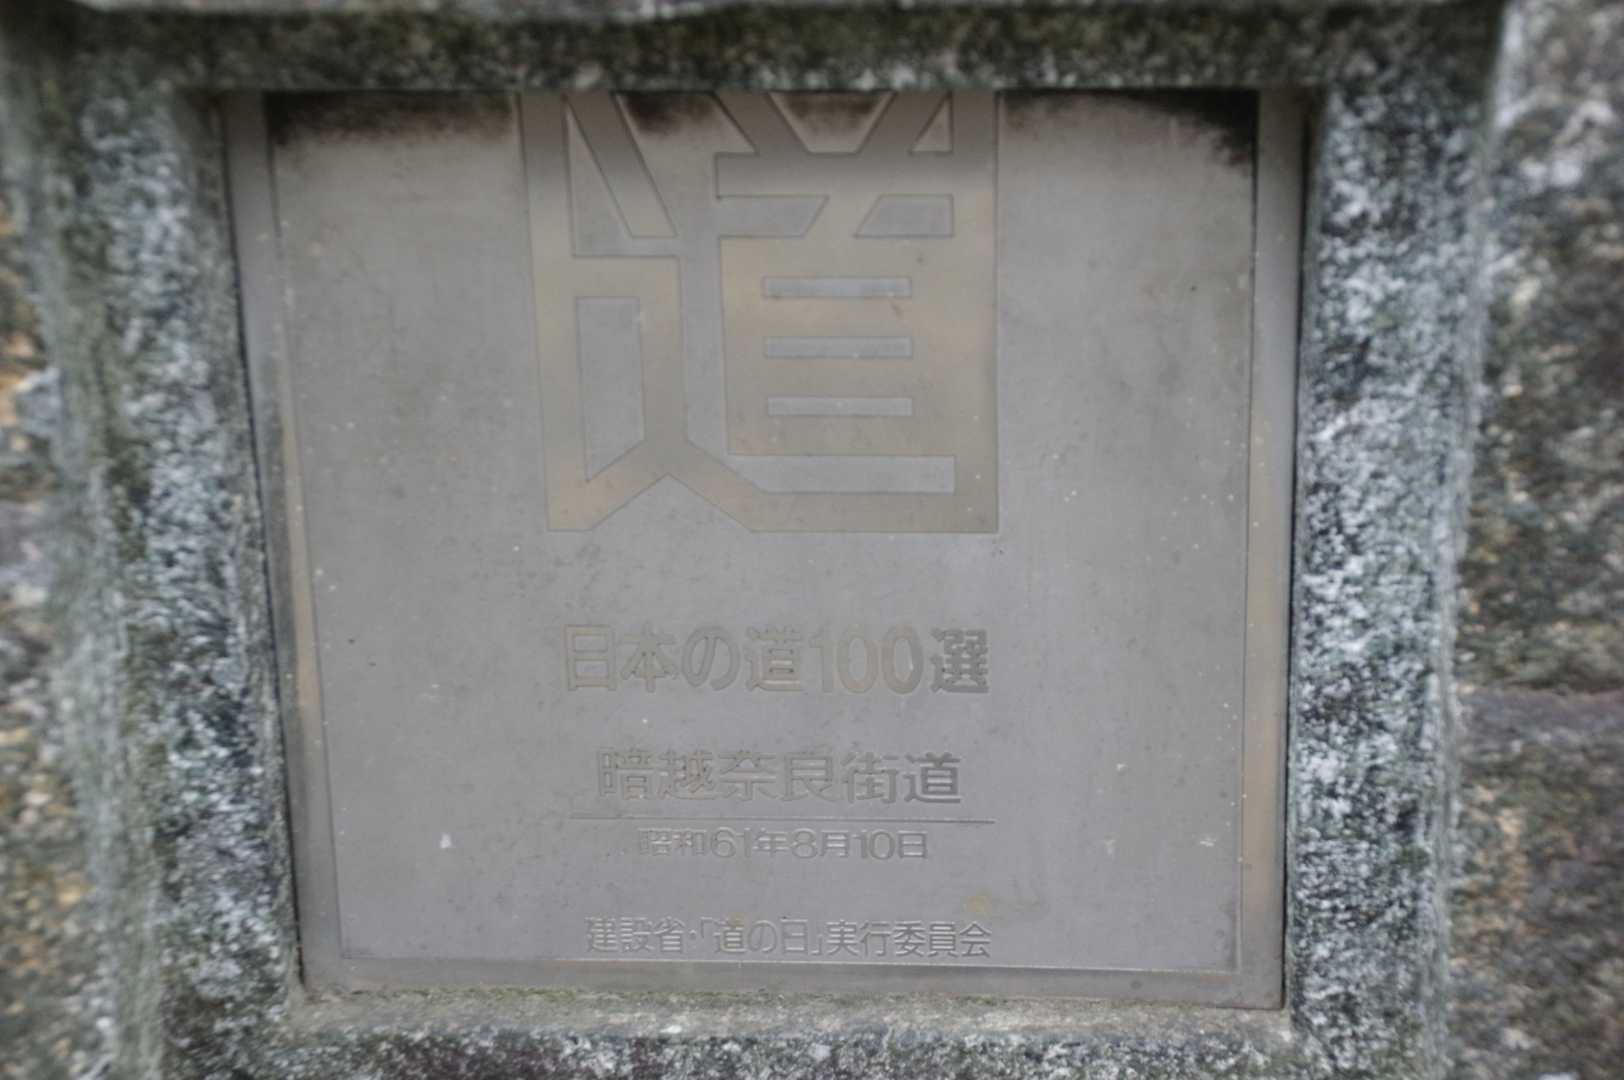 道
日本の道100選
暗越奈良街道
昭和61年8月10日
建設省・「道の日」実行委員会